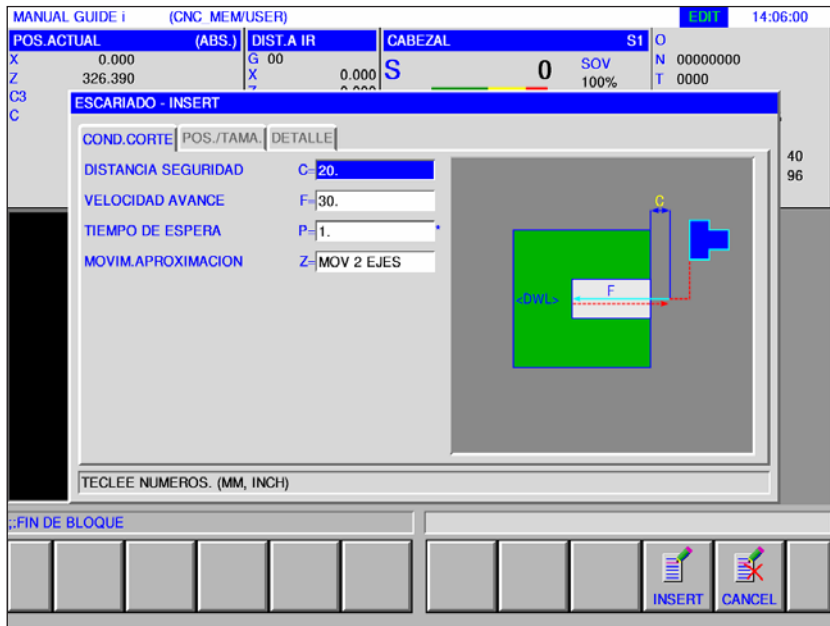 MANUAL GUIDE i (CNC_MEM/USER) EDIT 14:06:00
POS.ACTUAL (ABS.) DIST.A IR CABEZAL S1 O
X 0.000 G 00 S 0 SOV N 00000000
Z 326.390 X 0.000 100% T 0000
C3
C
40
96
ESCARIADO - INSERT
COND.CORTE POS./TAMA. DETALLE
DISTANCIA SEGURIDAD C= 20.
VELOCIDAD AVANCE F= 30.
TIEMPO DE ESPERA P= 1. *
MOVIM.APROXIMACION Z= MOV 2 EJES
C
<DWL> F
TECLEE NUMEROS. (MM, INCH)
;;FIN DE BLOQUE
INSERT CANCEL